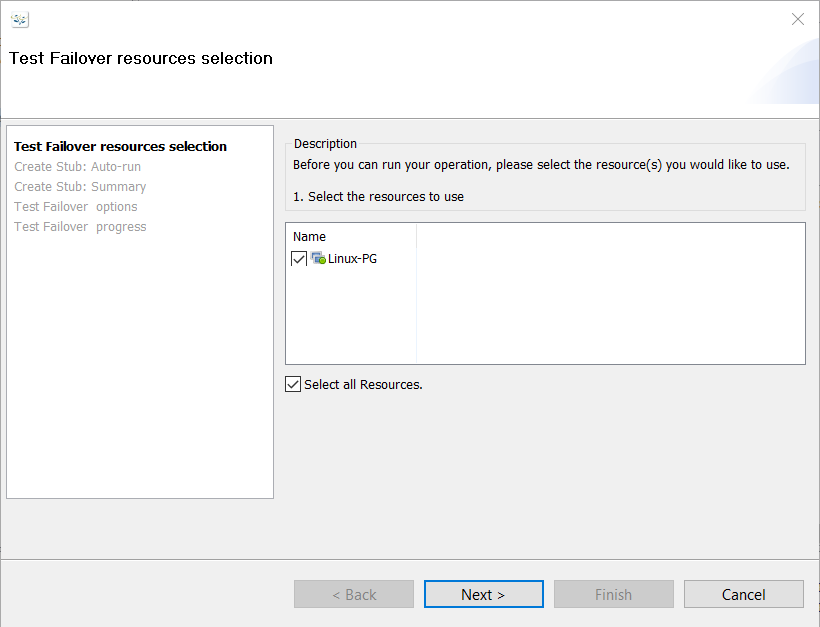 Test Failover resources selection
Test Failover resources selection
Create Stub: Auto-run
Create Stub: Summary
Test Failover  options
Test Failover  progress
Description
Before you can run your operation, please select the resource(s) you would like to use.
1. Select the resources to use
Name
Linux-PG
Select all Resources.
< Back
Next >
Finish
Cancel